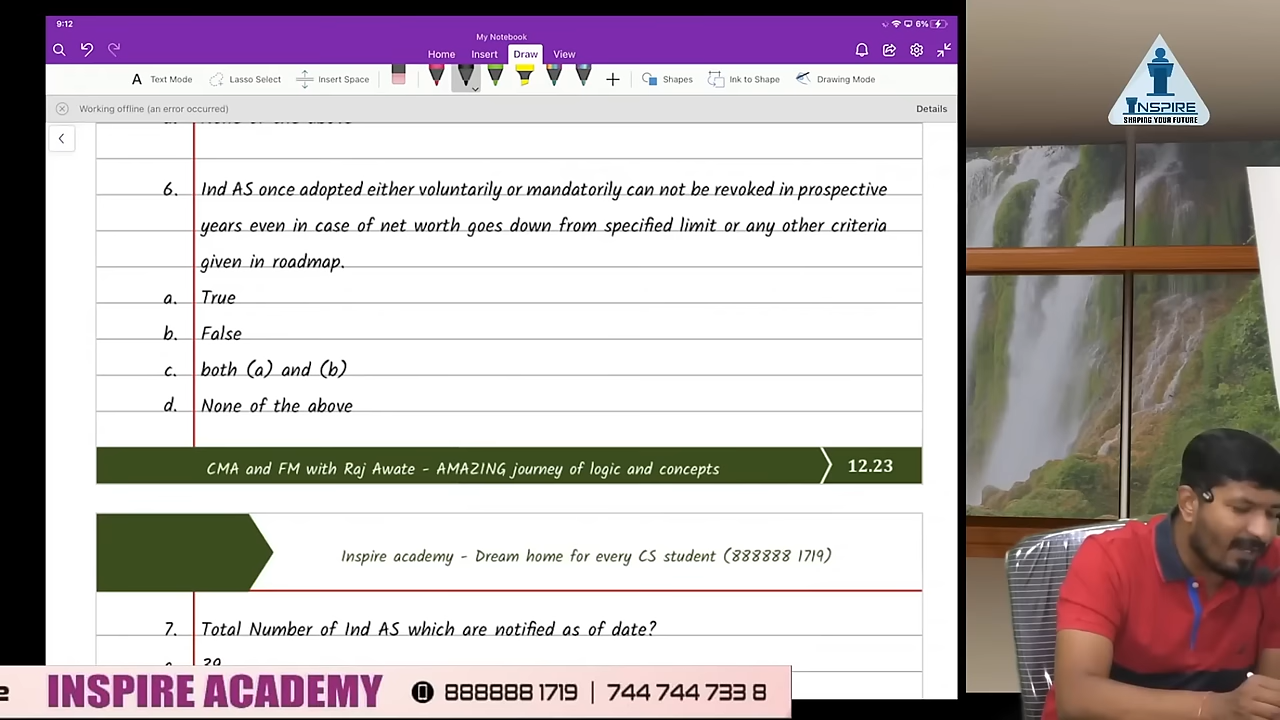 9:12
6%
My Notebook
Home Insert Draw View
Text Mode Lasso Select Insert Space Shapes Ink to Shape Drawing Mode
Working offline (an error occurred) Details
6. Ind AS once adopted either voluntarily or mandatorily can not be revoked in prospective
years even in case of net worth goes down from specified limit or any other criteria
given in roadmap.
a. True
b. False
c. both (a) and (b)
d. None of the above
CMA and FM with Raj Awate - AMAZING journey of logic and concepts 12.23
Inspire academy - Dream home for every CS student (888888 1719)
7. Total Number of Ind AS which are notified as of date?
INSPIRE ACADEMY 888888 1719 | 744 744 733 8
INSPIRE
SHAPING YOUR FUTURE